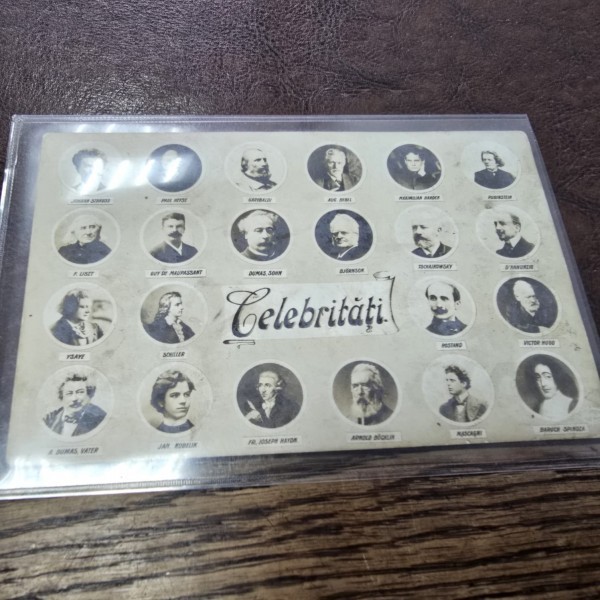 PAUL HEYSE
GARIBALDI
AUG. BEBEL
MAXIMILIAN HARDEN
RUBINSTEIN
F. LISZT
GUY DE MAUPASSANT
DUMAS, SOHN
BJÖRNSON
TSCHAIKOWSKY
D'ANNUNZIO
YSAYE
SCHILLER
Celebrităţi.
ROSTAND
VICTOR HUGO
A. DUMAS, VATER
JAN KUBELIK
FR. JOSEPH HAYDN
ARNOLD BÖCKLIN
BARUCH SPINOZA